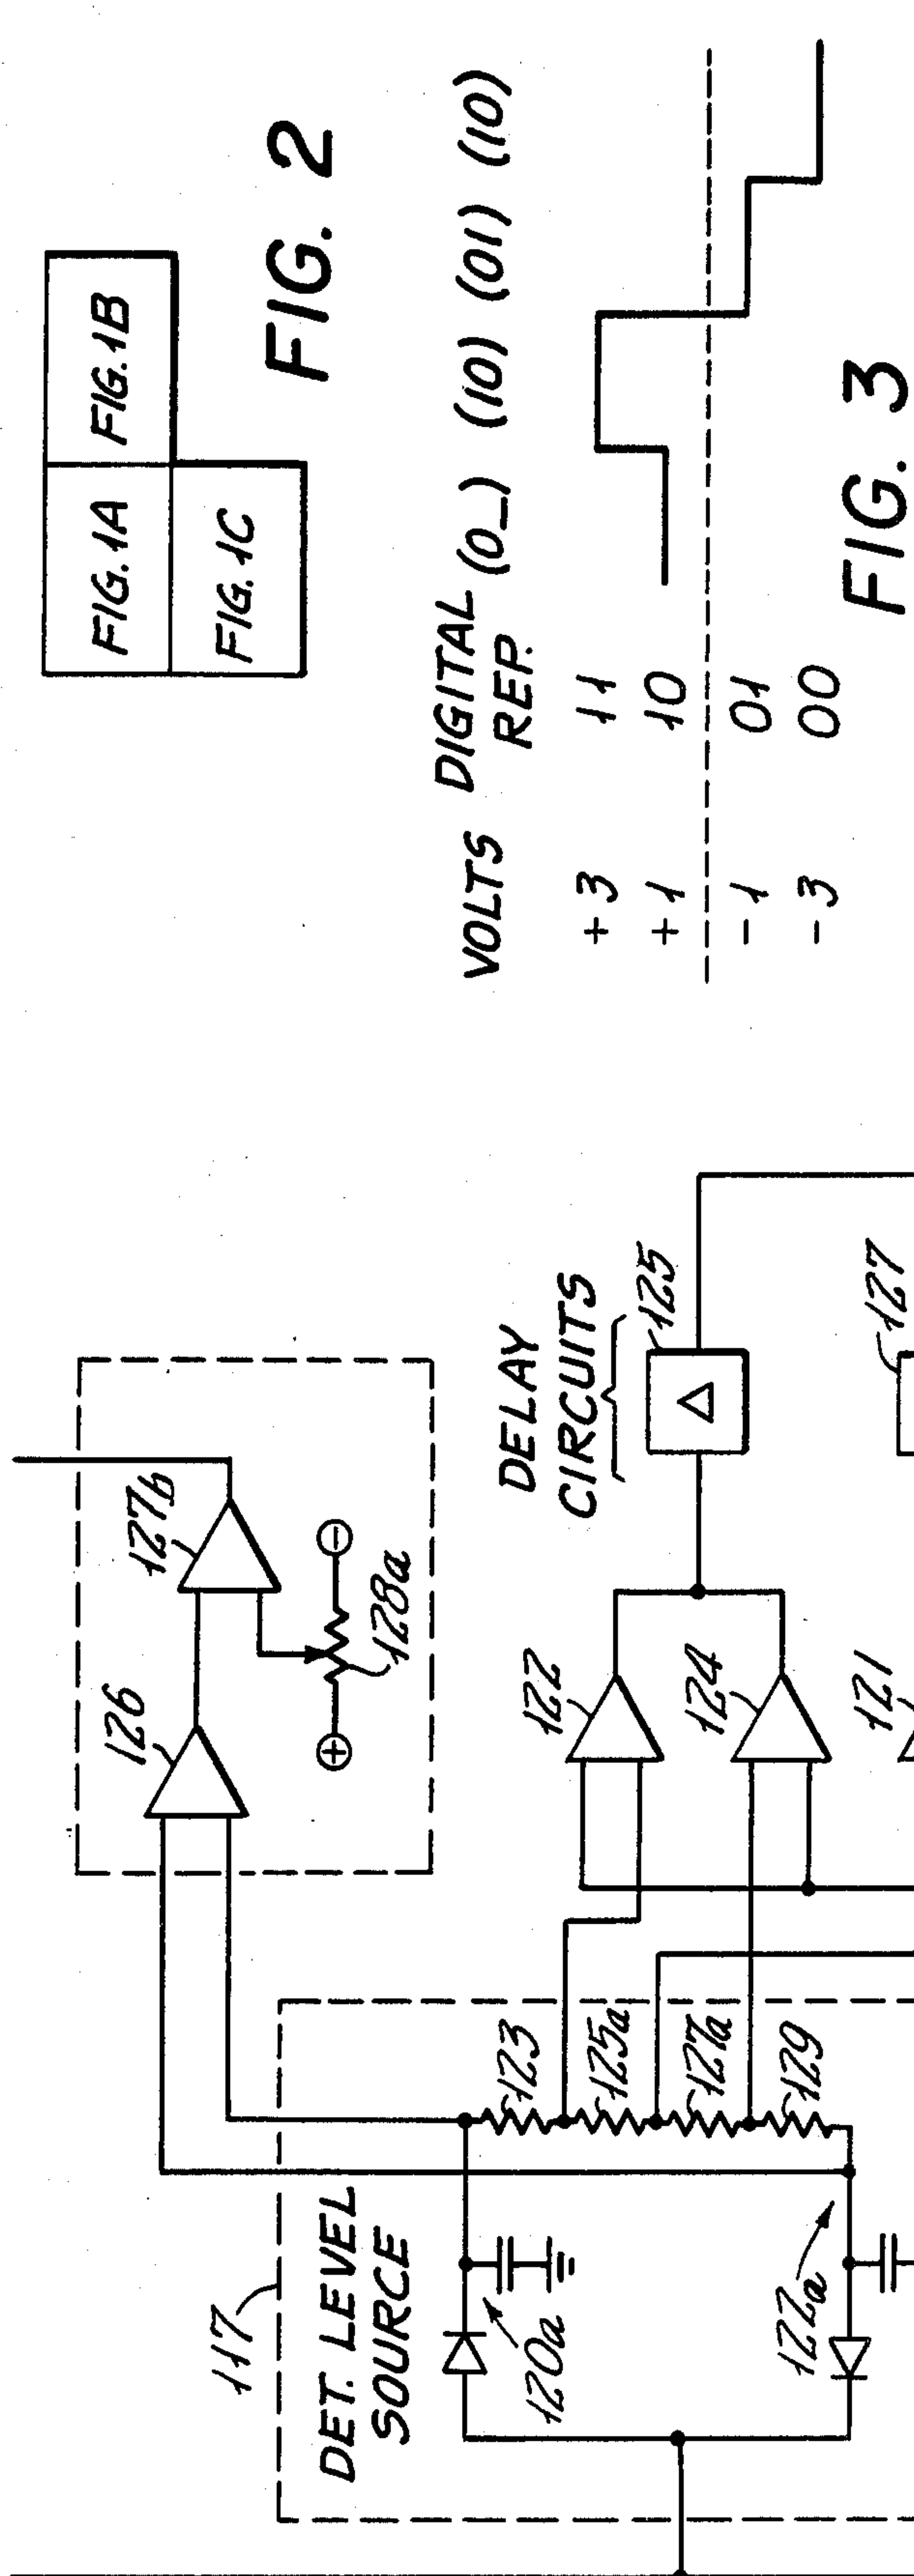 FIG. 1A
FIG. 1B
FIG. 1C
FIG. 2
VOLTS DIGITAL REP.
(0_) (10) (01) (10)
+3 11
+1 10
-1 01
-3 00
FIG. 3
117
DET. LEVEL
SOURCE
120a
122a
123
125a
127a
129
126
127b
+
-
128a
122
124
121
DELAY
CIRCUITS
125
Δ
127